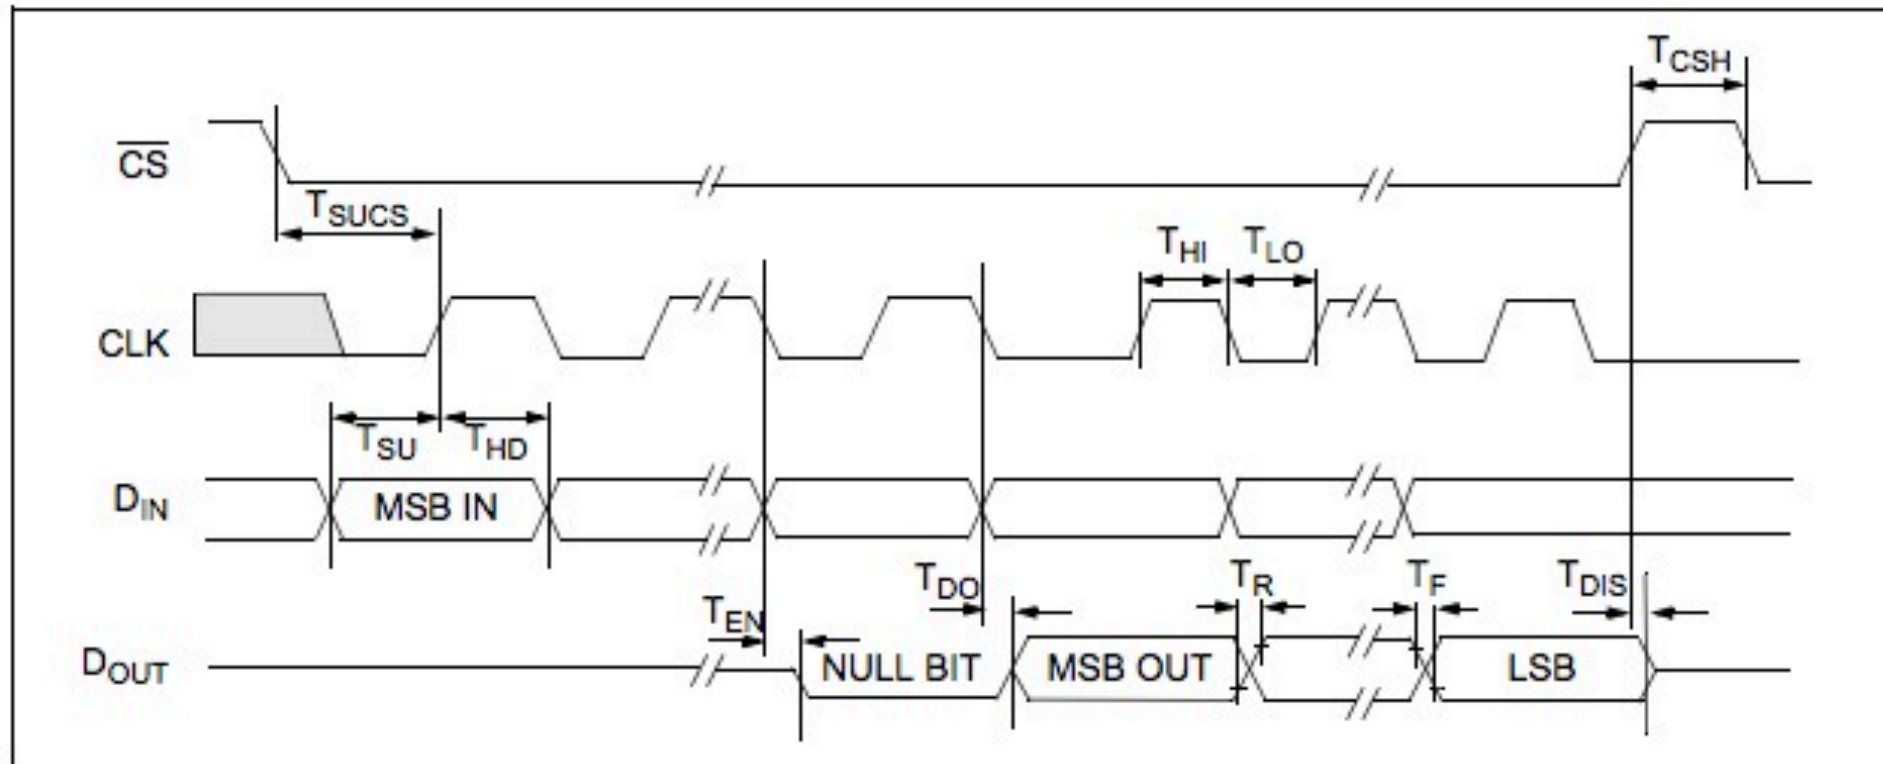 TCSH
CS
TSUCS
THI TLO
CLK
TSU THD
DIN MSB IN
TEN TDO TR TF TDIS
DOUT NULL BIT MSB OUT LSB